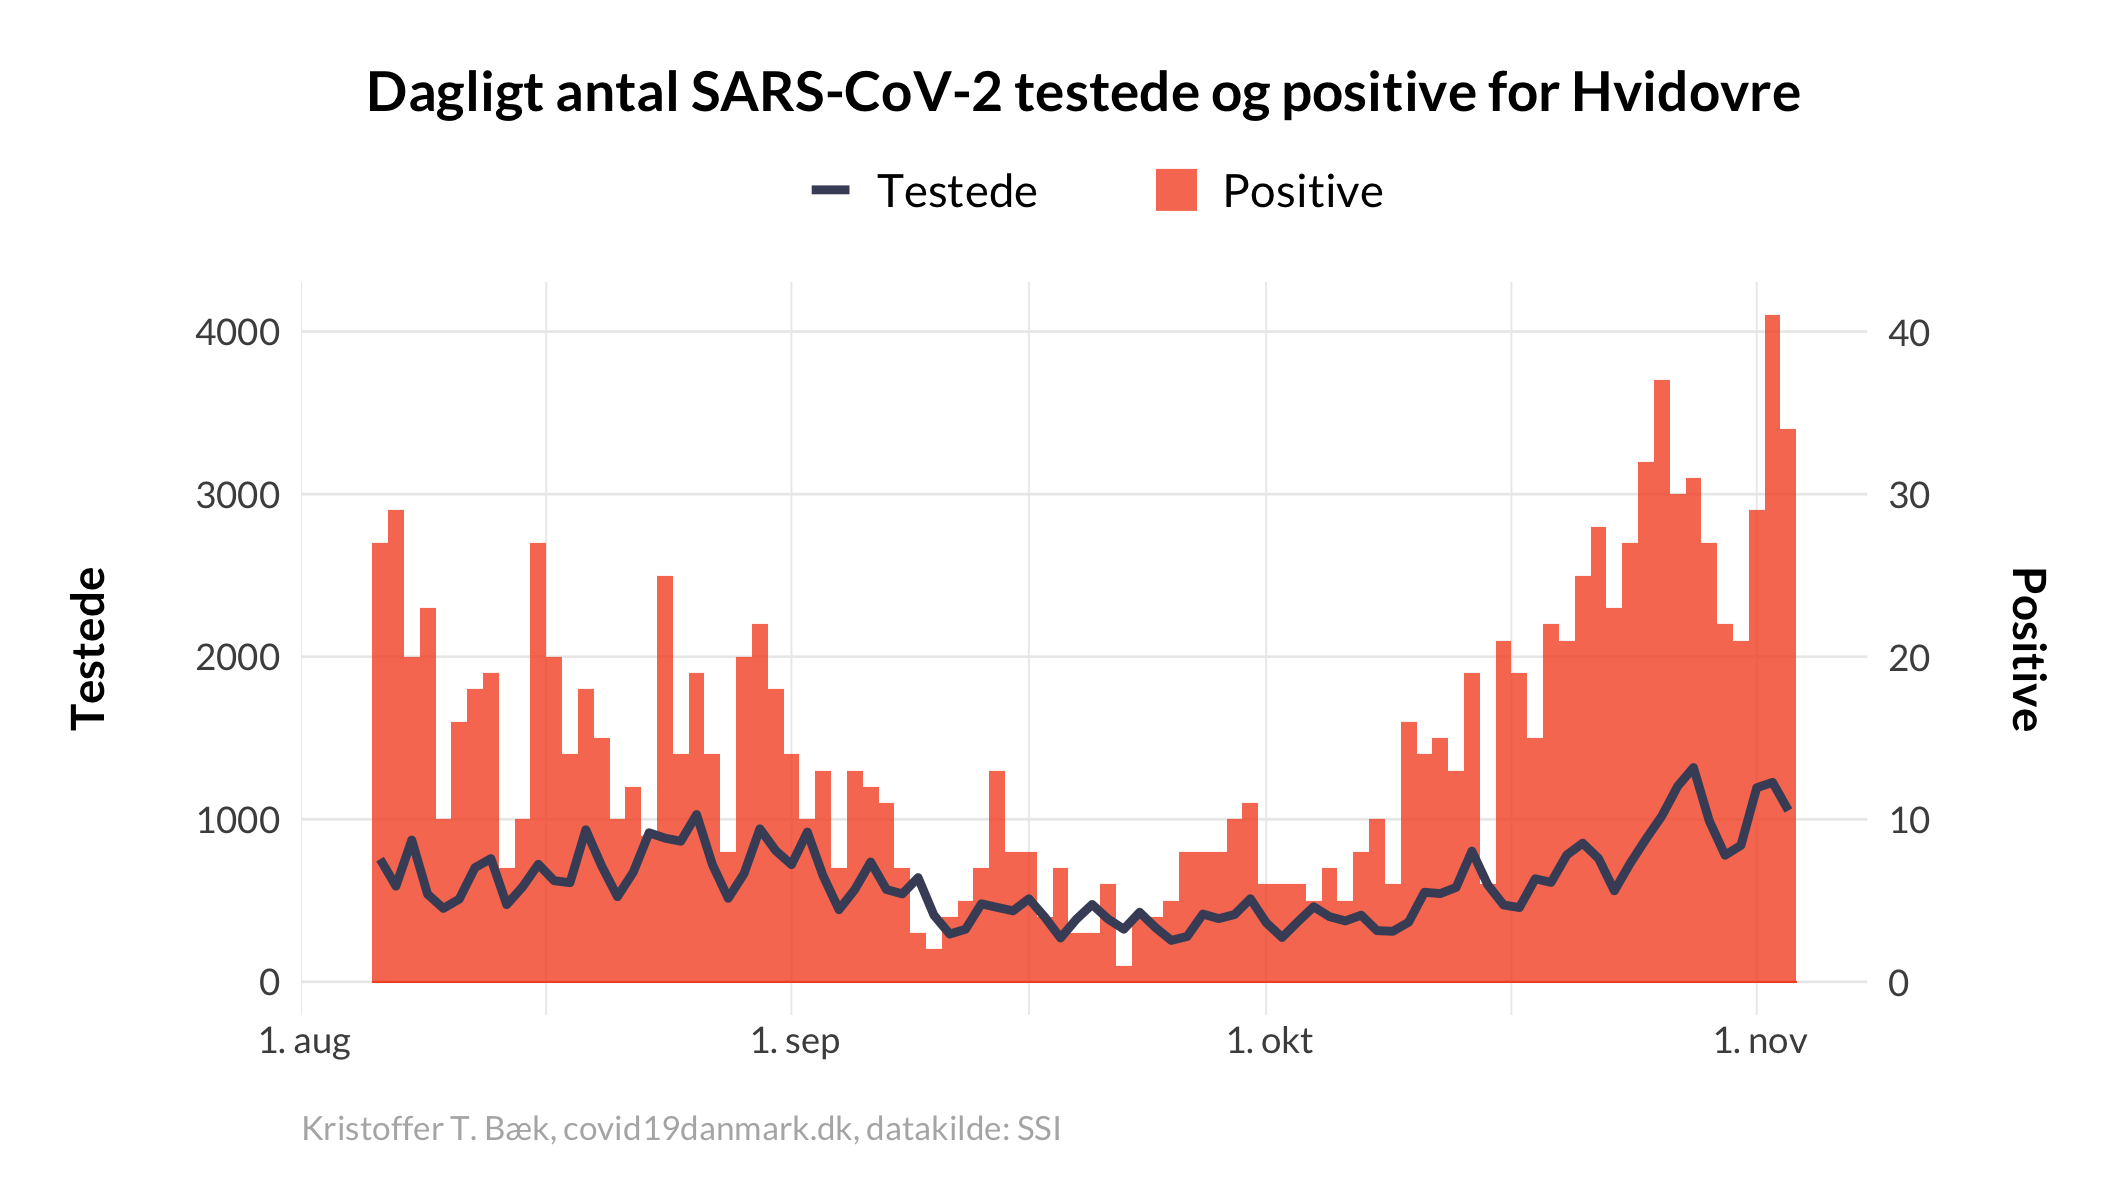 Dagligt antal SARS-CoV-2 testede og positive for Hvidovre
Testede
Positive
4000
3000
2000
1000
0
Testede
40
30
20
10
0
Positive
1. aug
1. sep
1. okt
1. nov
Kristoffer T. Bæk, covid19danmark.dk, datakilde: SSI